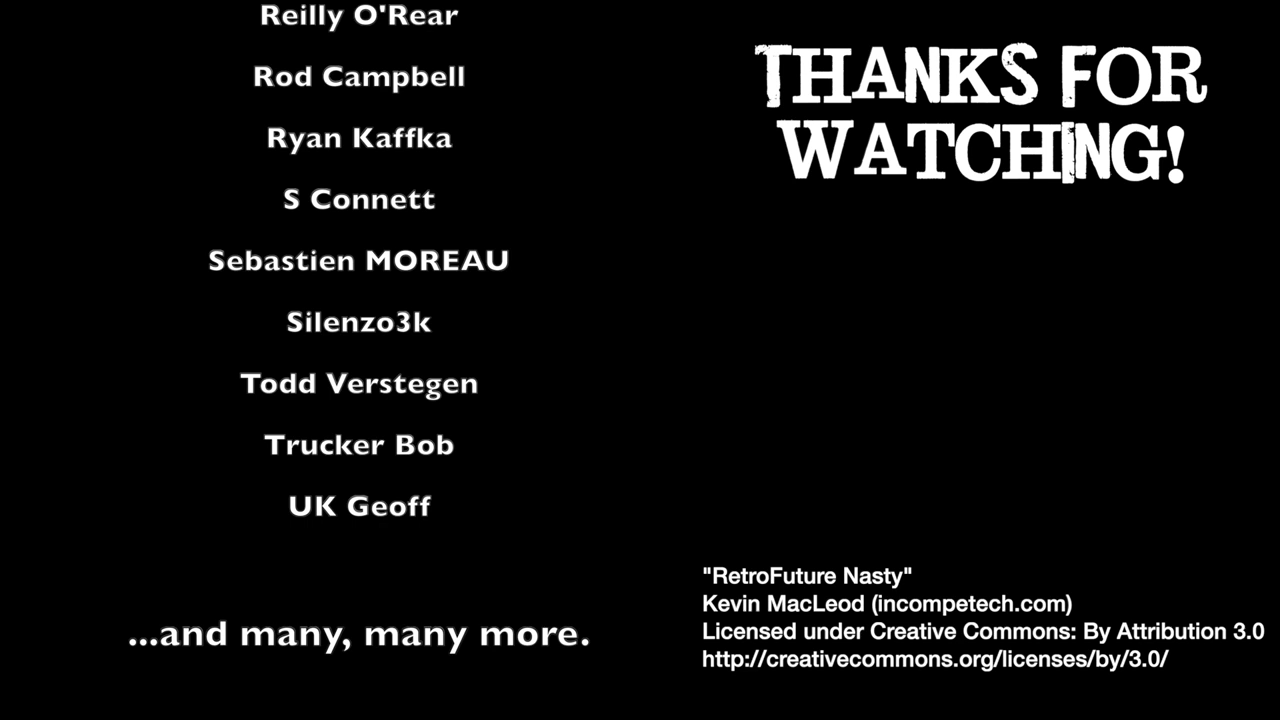 Reilly O'Rear
Rod Campbell
Ryan Kaffka
S Connett
Sebastien MOREAU
Silenzo3k
Todd Verstegen
Trucker Bob
UK Geoff
...and many, many more.
THANKS FOR
WATCHING!
"RetroFuture Nasty"
Kevin MacLeod (incompetech.com)
Licensed under Creative Commons: By Attribution 3.0
http://creativecommons.org/licenses/by/3.0/